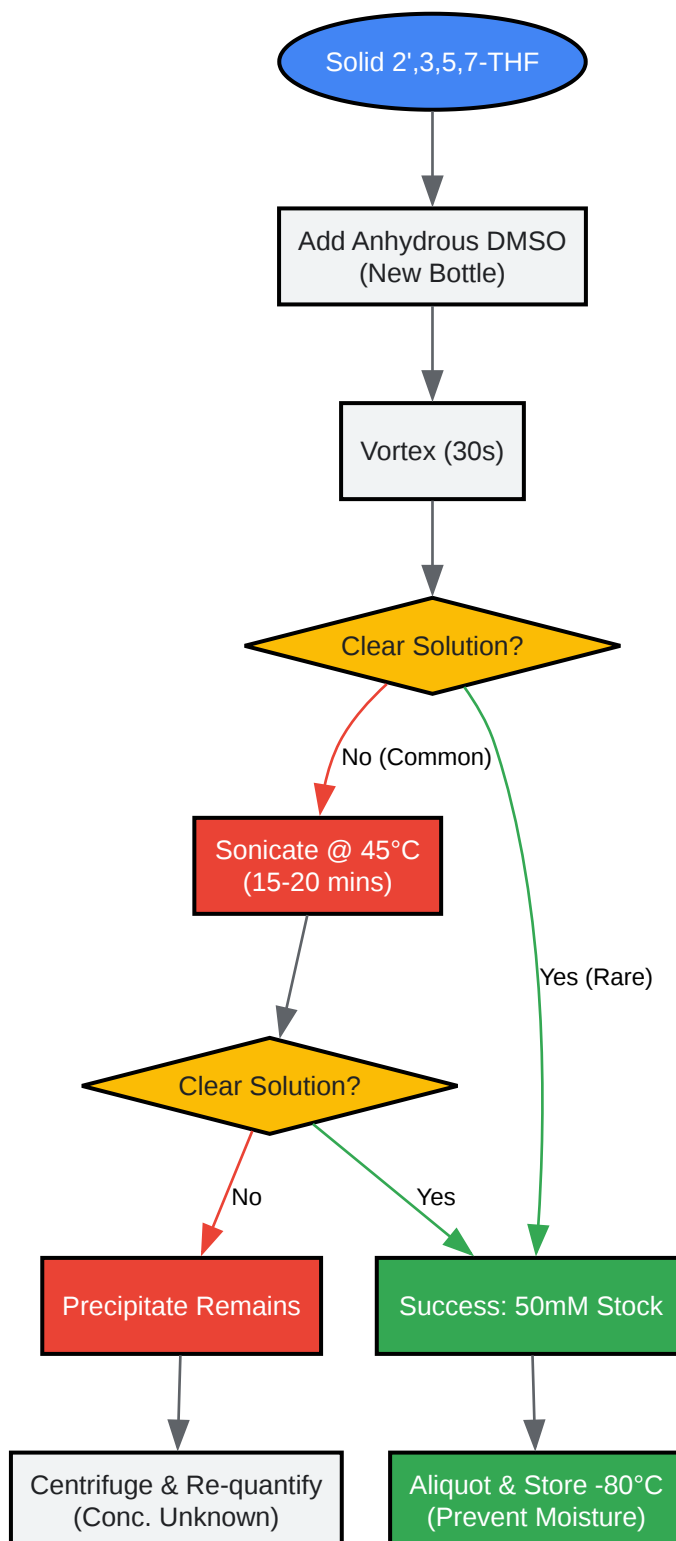 Solid 2',3,5,7-THF
Add Anhydrous DMSO
(New Bottle)
Vortex (30s)
Clear Solution?
No (Common)
Sonicate @ 45°C
(15-20 mins)
Yes (Rare)
Clear Solution?
No
Yes
Precipitate Remains
Success: 50mM Stock
Centrifuge & Re-quantify
(Conc. Unknown)
Aliquot & Store -80°C
(Prevent Moisture)